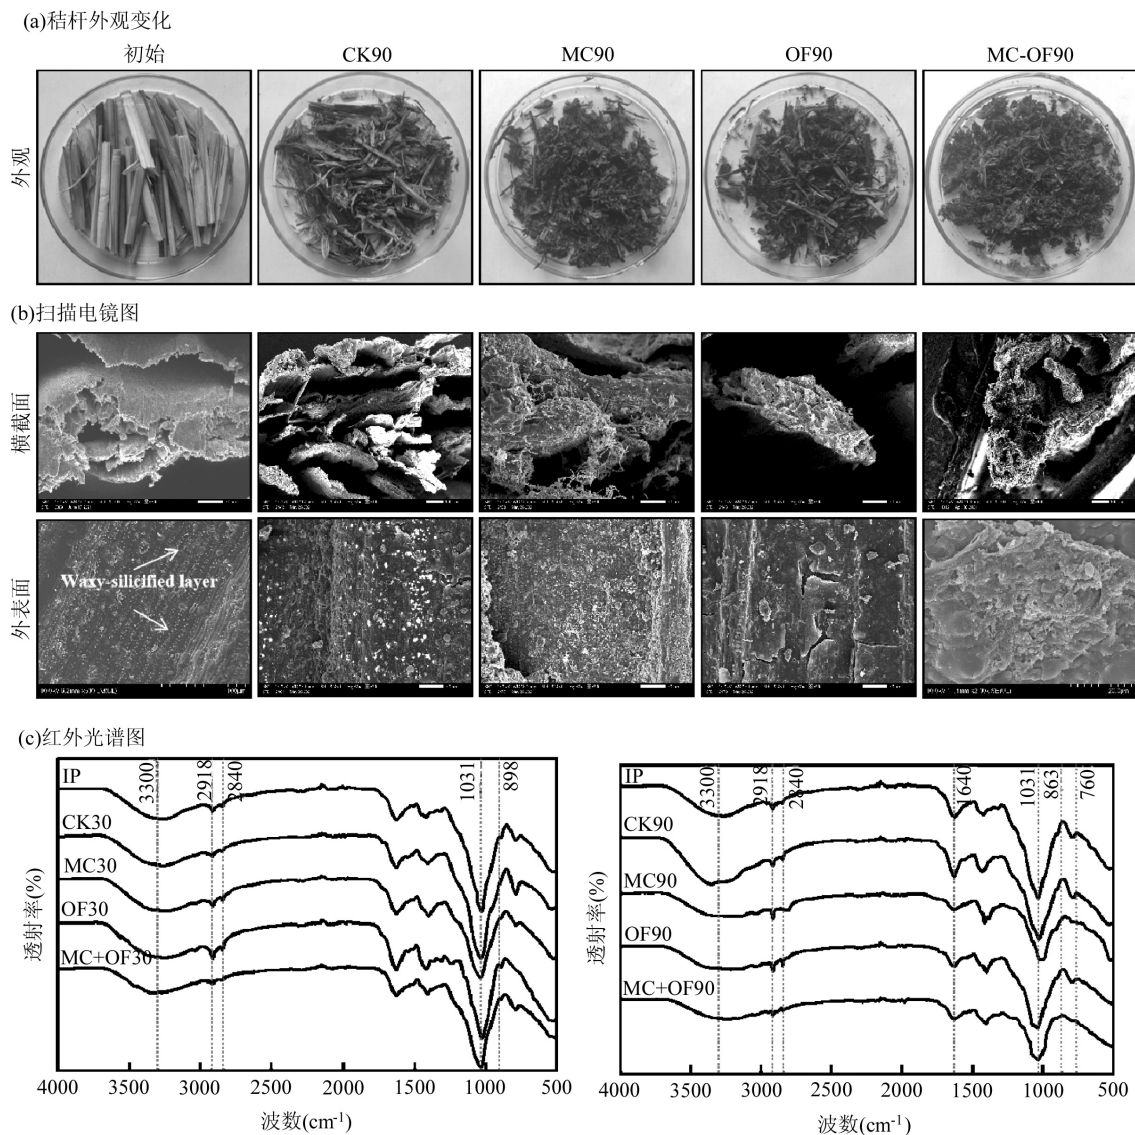 (a)秸杆外观变化
初始
CK90
MC90
OF90
MC-OF90
外观
(b)扫描电镜图
横截面
外表面
Waxy-silicified layer
(c)红外光谱图
IP
CK30
MC30
OF30
MC+OF30
3300
2918
2840
1031
898
透射率(%)
4000 3500 3000 2500 2000 1500 1000 500
波数(cm-1)
IP
CK90
MC90
OF90
MC+OF90
3300
2918
2840
1640
1031
863
760
透射率(%)
4000 3500 3000 2500 2000 1500 1000 500
波数(cm-1)